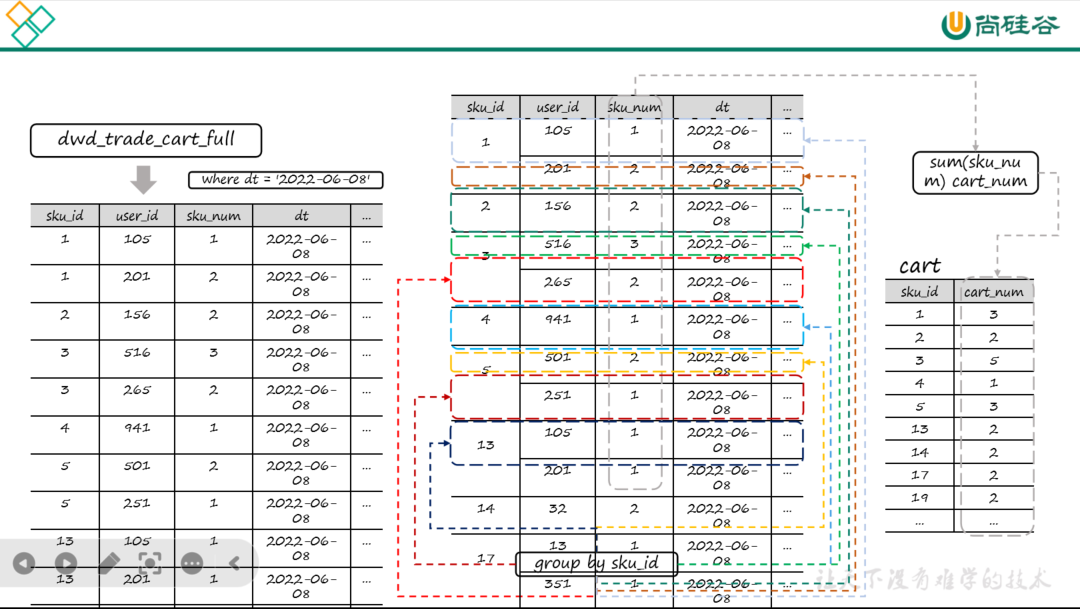 尚硅谷
dwd_trade_cart_full
where dt = '2022-06-08'
sku_id user_id sku_num dt ...
1 105 1 2022-06-08 ...
1 201 2 2022-06-08 ...
2 156 2 2022-06-08 ...
3 516 3 2022-06-08 ...
3 265 2 2022-06-08 ...
4 941 1 2022-06-08 ...
5 501 2 2022-06-08 ...
5 251 1 2022-06-08 ...
13 105 1 2022-06-08 ...
13 201 1 2022-06-08 ...
sku_id user_id sku_num dt ...
1 105 1 2022-06-08 ...
201 2 2022-06-08 ...
2 156 2 2022-06-08 ...
3 516 3 2022-06-08 ...
265 2 2022-06-08 ...
4 941 1 2022-06-08 ...
5 501 2 2022-06-08 ...
251 1 2022-06-08 ...
13 105 1 2022-06-08 ...
201 1 2022-06-08 ...
14 32 2 2022-06-08 ...
17 13 1 2022-06-08 ...
351 1 2022-06-08 ...
group by sku_id
sum(sku_nu
m) cart_num
cart
sku_id cart_num
1 3
2 2
3 5
4 1
5 3
13 2
14 2
17 2
19 2
... ...
让天下没有难学的技术